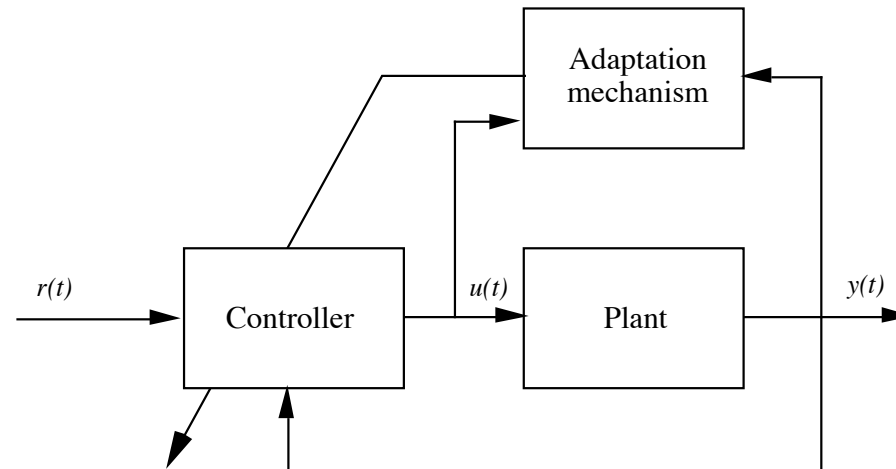 Adaptation
mechanism
r(t)
u(t)
y(t)
Controller
Plant